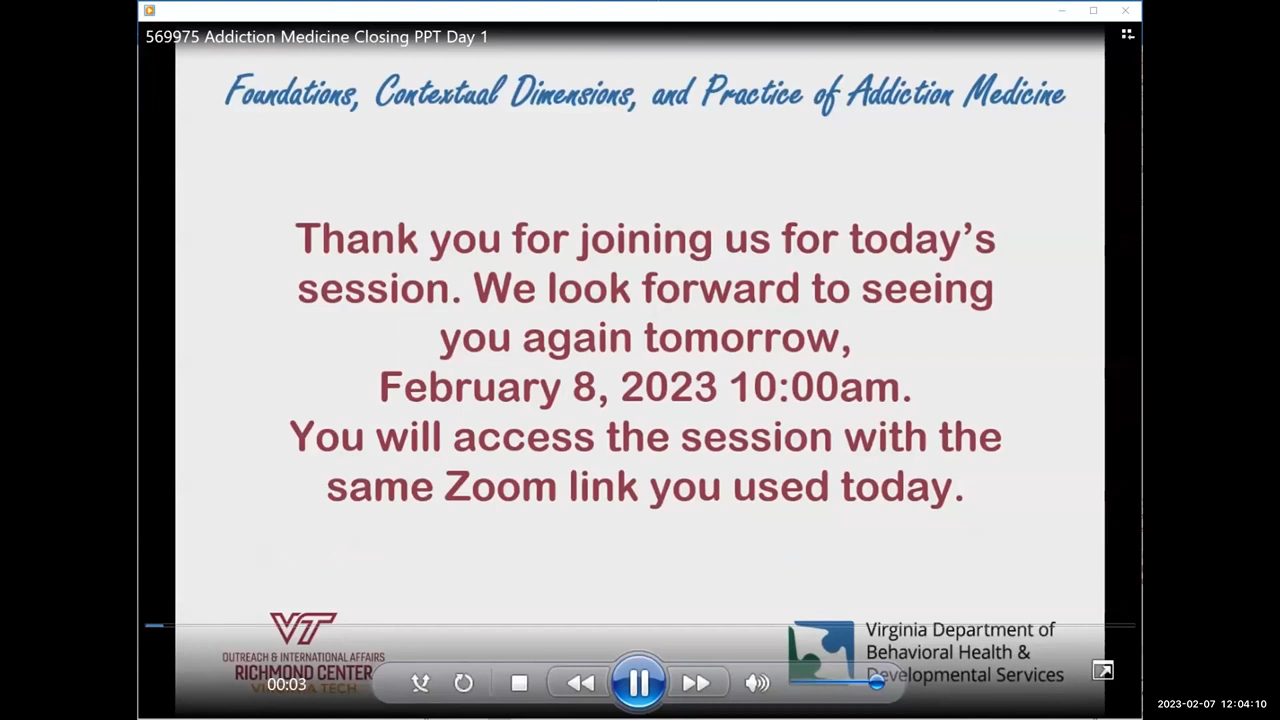 569975 Addiction Medicine Closing PPT Day 1
Foundations, Contextual Dimensions, and Practice of Addiction Medicine
Thank you for joining us for today’s
session. We look forward to seeing
you again tomorrow,
February 8, 2023 10:00am.
You will access the session with the
same Zoom link you used today.
VT
OUTREACH & INTERNATIONAL AFFAIRS
RICHMOND CENTER
VIRGINIA TECH
Virginia Department of
Behavioral Health &
Developmental Services
00:03
2023-02-07 12:04:10